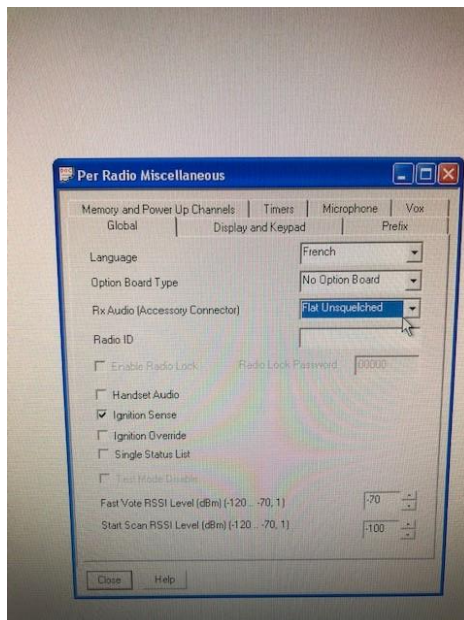 Per Radio Miscellaneous
Memory and Power Up Channels Timers Microphone Vox
Global Display and Keypad Prefix
Language French
Option Board Type No Option Board
Rx Audio (Accessory Connector) Flat Unsquelched
Radio ID
Enable Radio Lock Radio Lock Password 00000
Handset Audio
Ignition Sense
Ignition Override
Single Status List
Test Mode Disable
Fast Vote RSSI Level (dBm) (-120 .. -70, 1) -70
Start Scan RSSI Level (dBm) (-120 .. -70, 1) -100
Close Help